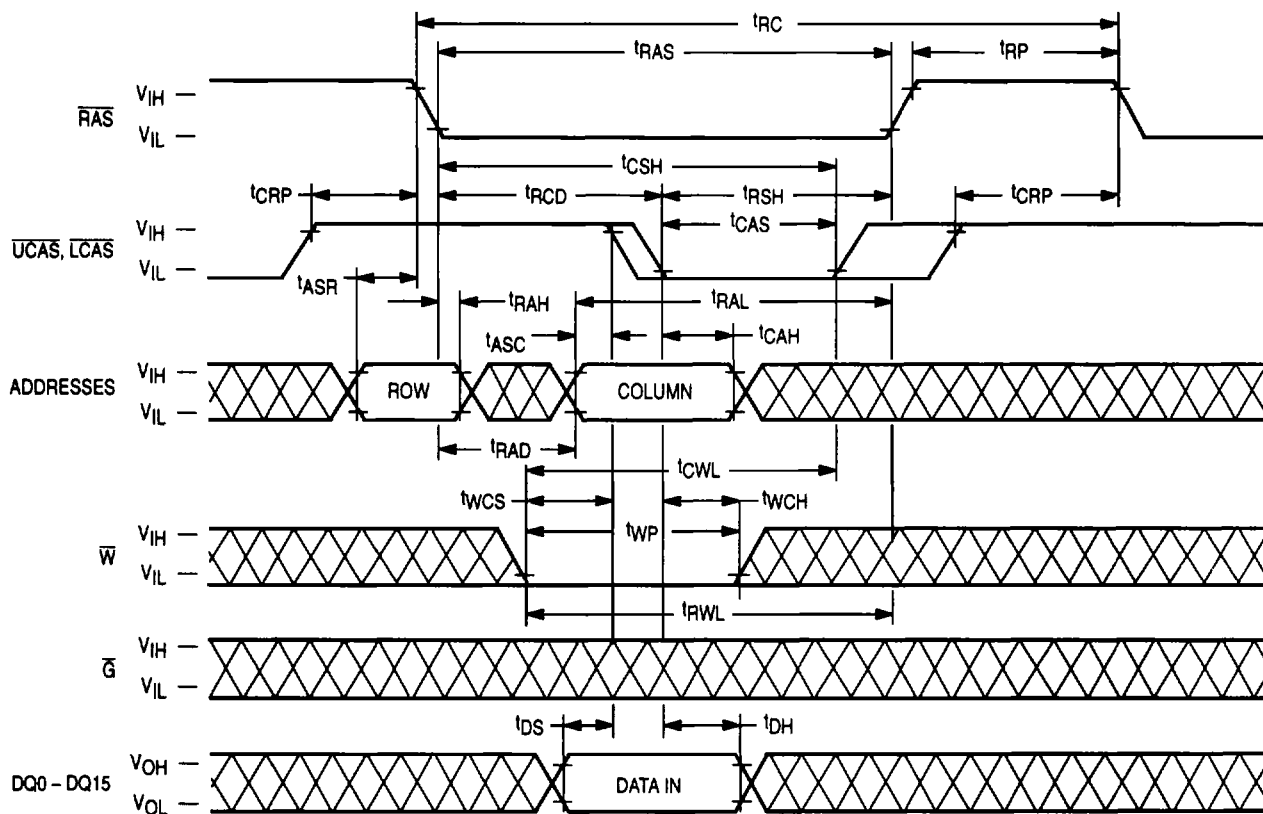 tRC
tRAS
tRP
RAS
VIH
VIL
tCSH
tCRP
tRCD
tRSH
tCRP
tCAS
UCAS, LCAS
VIH
VIL
tASR
tRAH
tRAL
tASC
tCAH
ADDRESSES
VIH
VIL
ROW
COLUMN
tRAD
tCWL
tWCS
tWCH
tWP
W
VIH
VIL
tRWL
G
VIH
VIL
tDS
tDH
DQ0 – DQ15
VOH
VOL
DATA IN